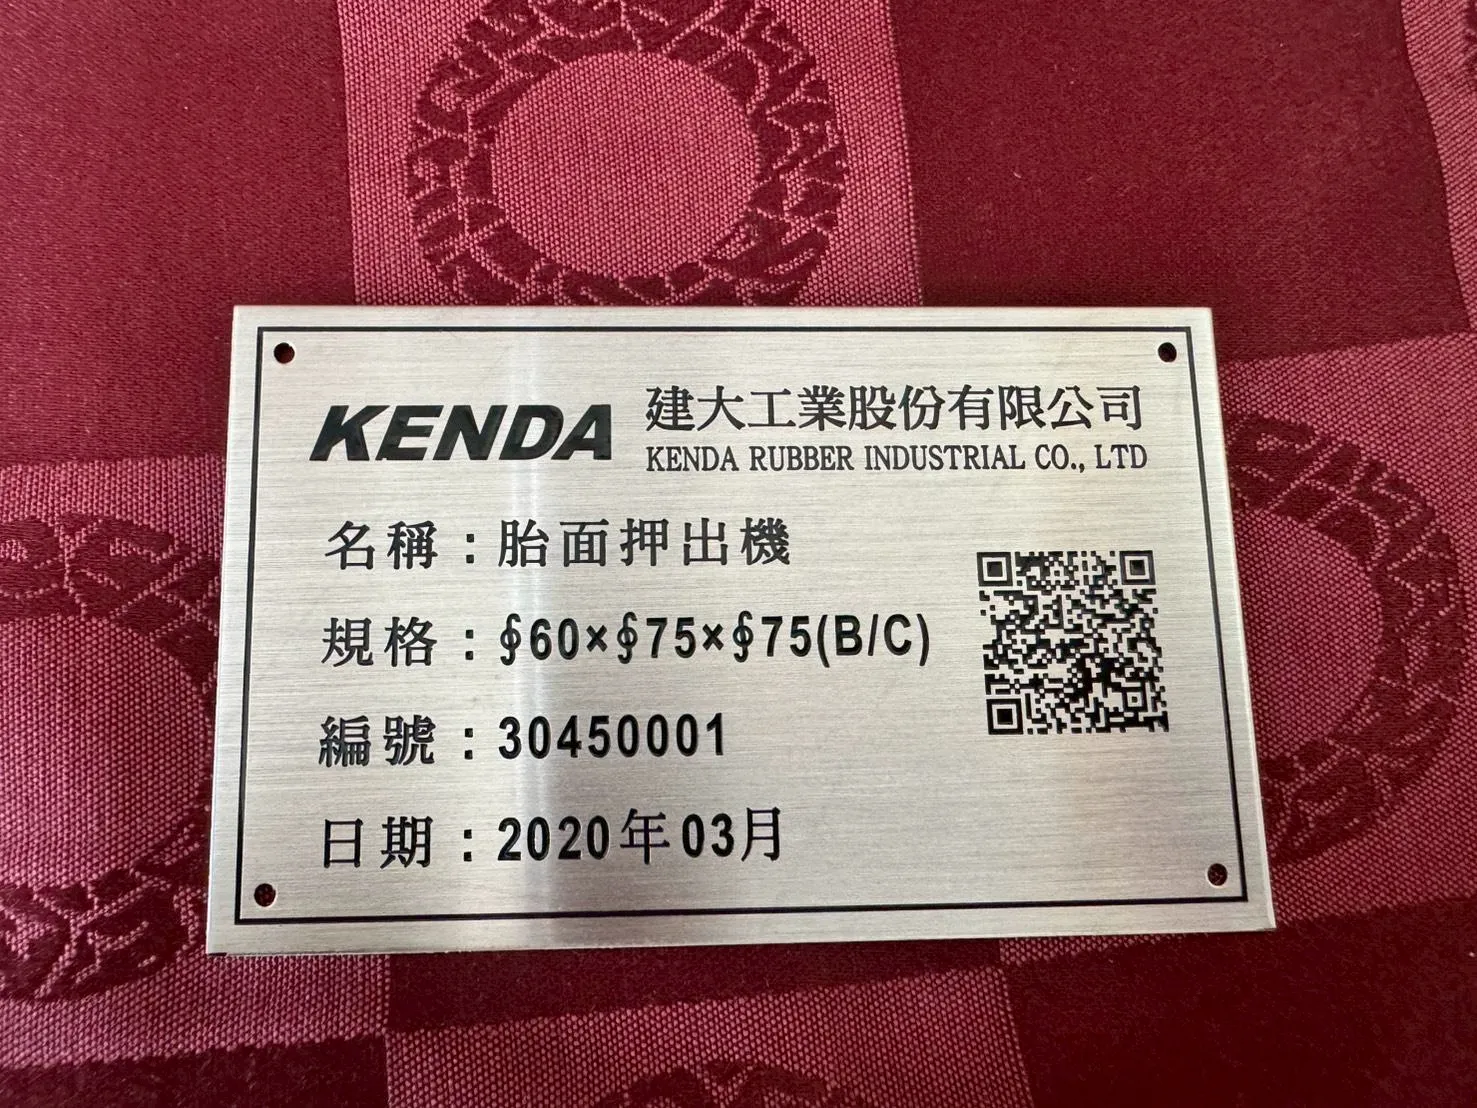 KENDA 建大工業股份有限公司
KENDA RUBBER INDUSTRIAL CO., LTD
名稱：胎面押出機
規格：∮60×∮75×∮75(B/C)
編號：30450001
日期：2020年03月